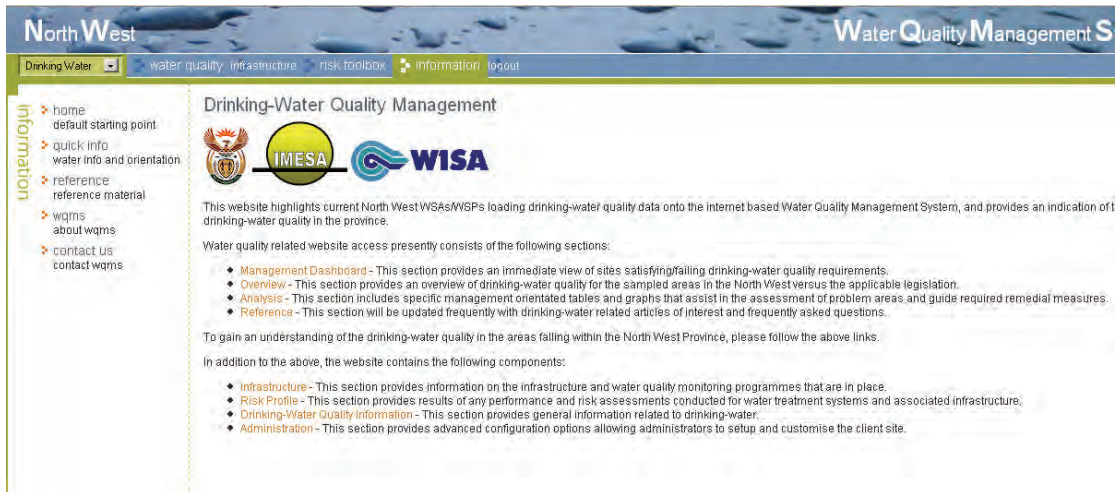 North West
Water Quality Management S
Drinking Water water quality infrastructure risk toolbox information logout
information
home
default starting point
quick info
water info and orientation
reference
reference material
wqms
about wqms
contact us
contact wqms
Drinking-Water Quality Management
IMESA WISA
This website highlights current North West WSAs/WSPs loading drinking-water quality data onto the internet based Water Quality Management System, and provides an indication of
drinking-water quality in the province.
Water quality related website access presently consists of the following sections:
Management Dashboard - This section provides an immediate view of sites satisfying/failing drinking-water quality requirements.
Overview - This section provides an overview of drinking-water quality for the sampled areas in the North West versus the applicable legislation.
Analysis - This section includes specific management orientated tables and graphs that assist in the assessment of problem areas and guide required remedial measures.
Reference - This section will be updated frequently with drinking-water related articles of interest and frequently asked questions.
To gain an understanding of the drinking-water quality in the areas falling within the North West Province, please follow the above links.
In addition to the above, the website contains the following components:
Infrastructure - This section provides information on the infrastructure and water quality monitoring programmes that are in place.
Risk Profile - This section provides results of any performance and risk assessments conducted for water treatment systems and associated infrastructure.
Drinking-Water Quality Information - This section provides general information related to drinking-water.
Administration - This section provides advanced configuration options allowing administrators to setup and customise the client site.